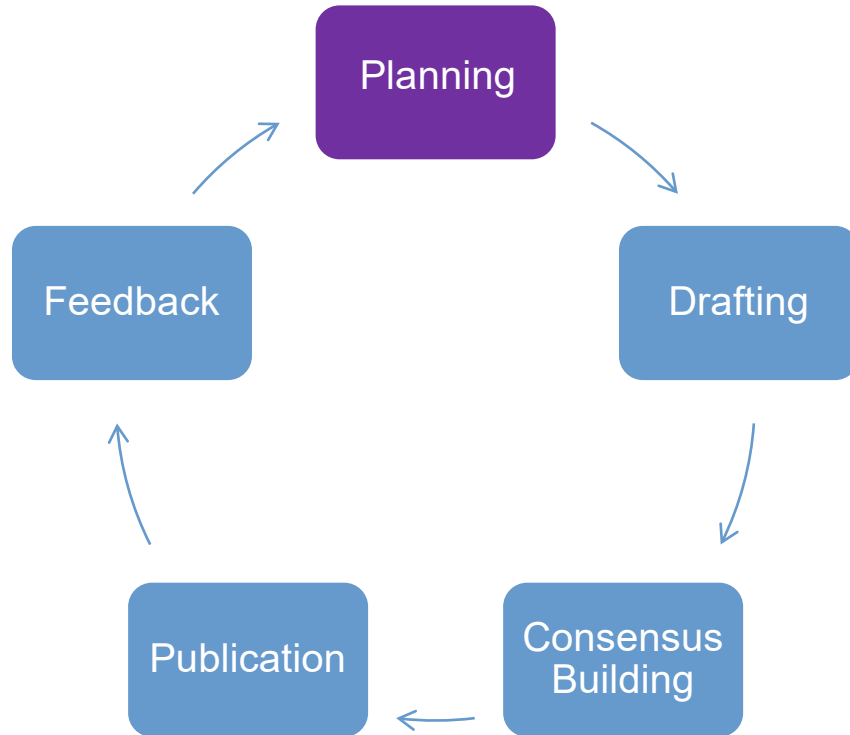 Planning
Drafting
Consensus
Building
Publication
Feedback